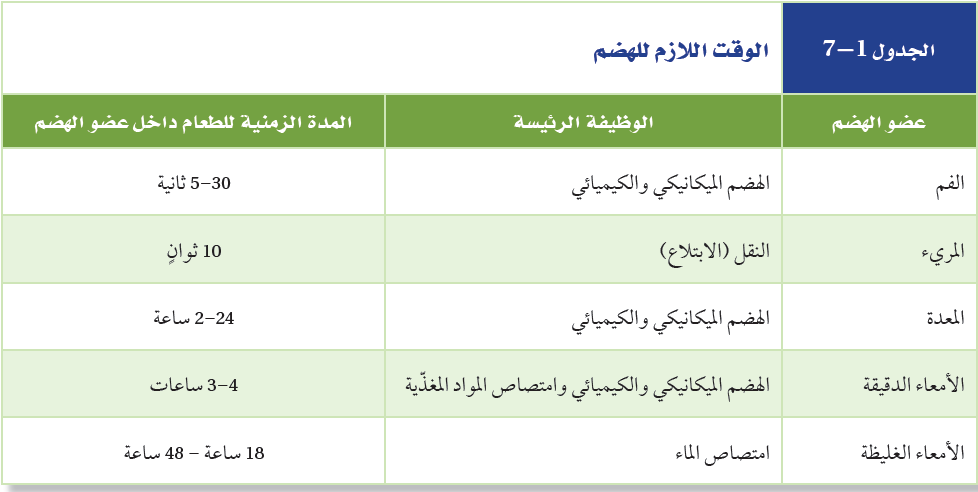 الجدول 1–7
الوقت اللازم للهضم
عضو الهضم
الوظيفة الرئيسة
المدة الزمنية للطعام داخل عضو الهضم
الفم
الهضم الميكانيكي والكيميائي
5–30 ثانية
المريء
النقل (الابتلاع)
10 ثوانٍ
المعدة
الهضم الميكانيكي والكيميائي
2–24 ساعة
الأمعاء الدقيقة
الهضم الميكانيكي والكيميائي وامتصاص المواد المغذّية
3–4 ساعات
الأمعاء الغليظة
امتصاص الماء
18 ساعة – 48 ساعة